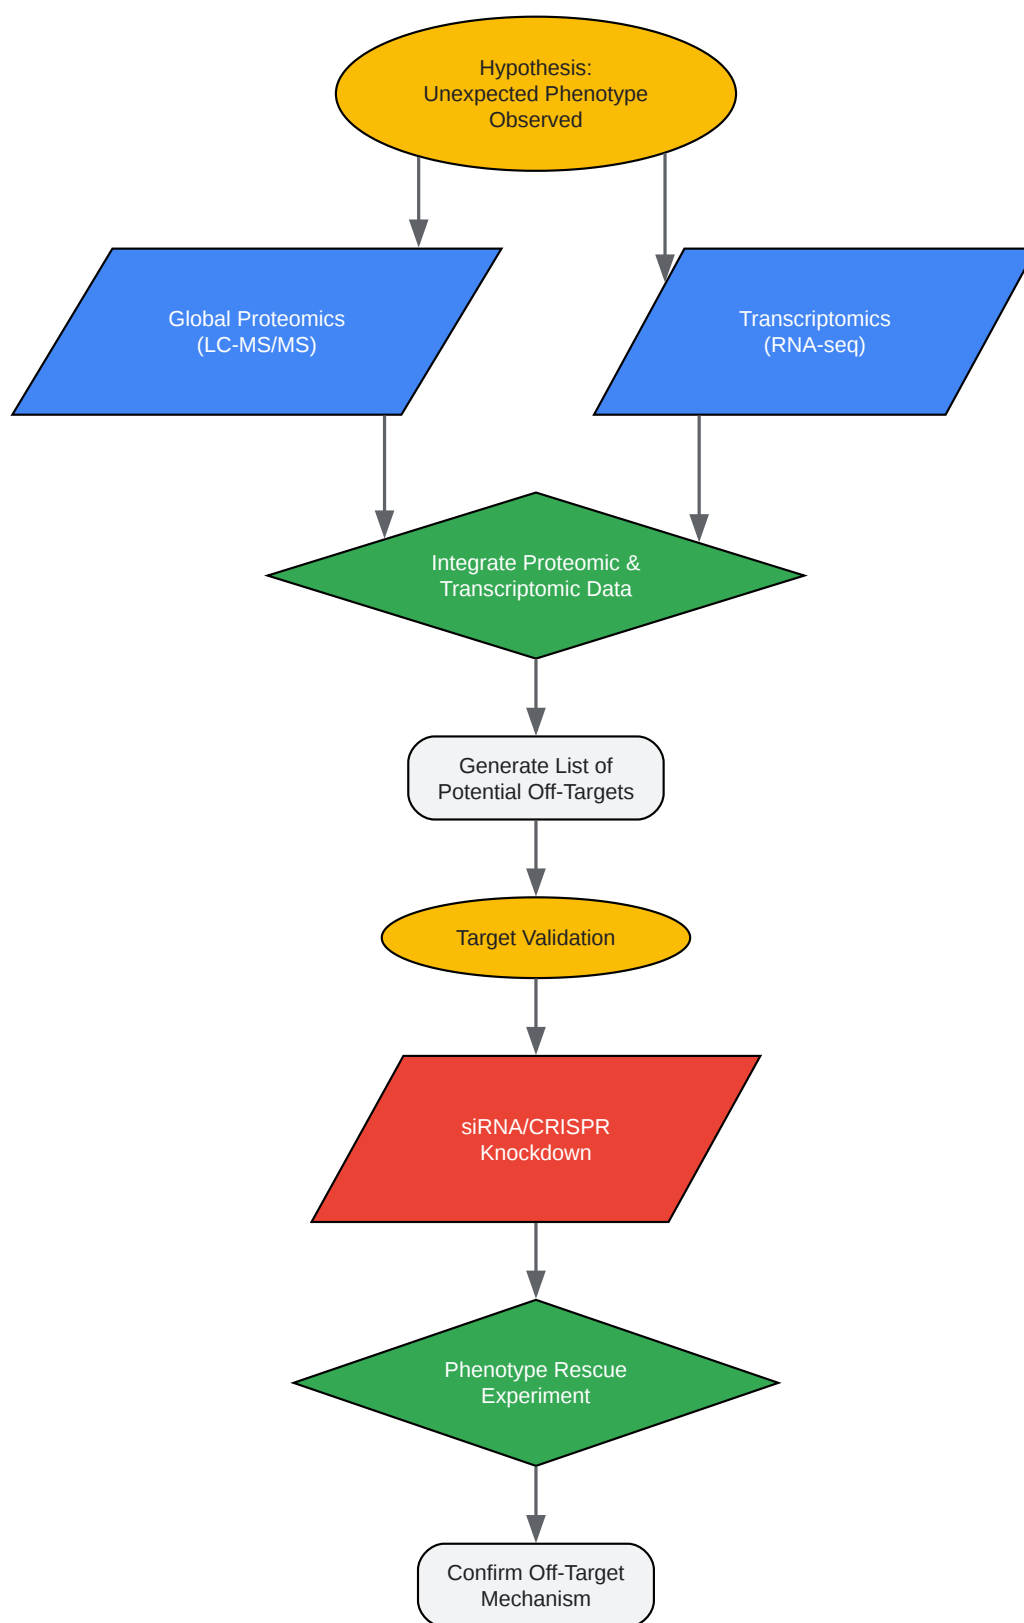 Hypothesis:
Unexpected Phenotype
Observed
Global Proteomics
(LC-MS/MS)
Transcriptomics
(RNA-seq)
Integrate Proteomic &
Transcriptomic Data
Generate List of
Potential Off-Targets
Target Validation
siRNA/CRISPR
Knockdown
Phenotype Rescue
Experiment
Confirm Off-Target
Mechanism